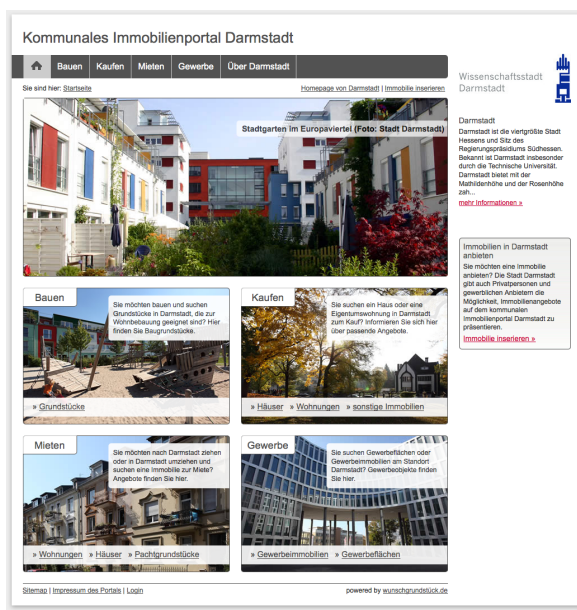 Kommunales Immobilienportal Darmstadt
Bauen Kaufen Mieten Gewerbe Über Darmstadt
Sie sind hier: Startseite
Homepage von Darmstadt | Immobilie inserieren
Stadtgarten im Europaviertel (Foto: Stadt Darmstadt)
Wissenschaftsstadt
Darmstadt
Darmstadt
Darmstadt ist die viertgrößte Stadt
Hessens und Sitz des
Regierungspräsidiums Südhessen.
Bekannt ist Darmstadt insbesonder
durch die Technische Universität.
Darmstadt bietet mit der
Mathildenhöhe und der Rosenhöhe
zah...
mehr Informationen »
Immobilien in Darmstadt
anbieten
Sie möchten eine Immobilie
anbieten? Die Stadt Darmstadt
gibt auch Privatpersonen und
gewerblichen Anbietern die
Möglichkeit, Immobilienangebote
auf dem kommunalen
Immobilienportal Darmstadt zu
präsentieren.
Immobilie inserieren »
Bauen
Sie möchten bauen und suchen
Grundstücke in Darmstadt, die zur
Wohnbebauung geeignet sind? Hier
finden Sie Baugrundstücke.
» Grundstücke
Kaufen
Sie suchen ein Haus oder eine
Eigentumswohnung in Darmstadt
zum Kauf? Informieren Sie sich hier
über passende Angebote.
» Häuser » Wohnungen » sonstige Immobilien
Mieten
Sie möchten nach Darmstadt ziehen
oder in Darmstadt umziehen und
suchen eine Immobilie zur Miete?
Angebote finden Sie hier.
» Wohnungen » Häuser » Pachtgrundstücke
Gewerbe
Sie suchen Gewerbeflächen oder
Gewerbeimmobilien am Standort
Darmstadt? Gewerbeobjekte finden
Sie hier.
» Gewerbeimmobilien » Gewerbeflächen
Sitemap | Impressum des Portals | Login
powered by wunschgrundstück.de